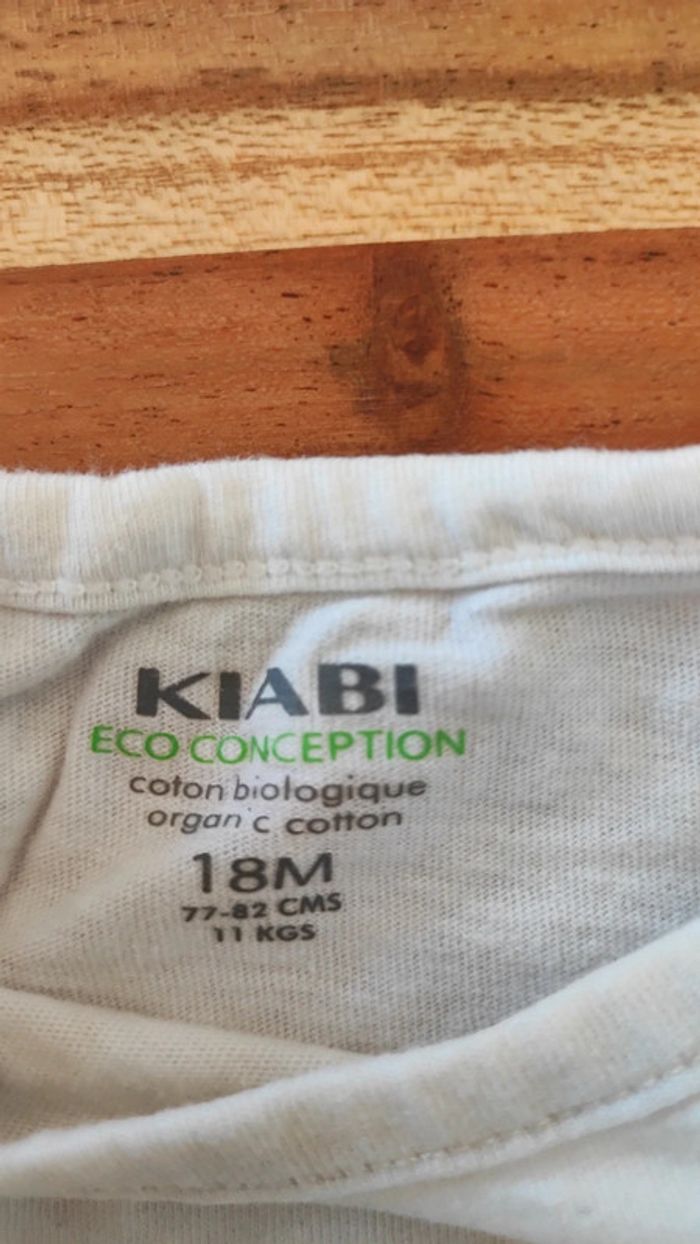 KIABI
ECO CONCEPTION
coton biologique
organ c cotton
18M
77-82 CMS
11 KGS